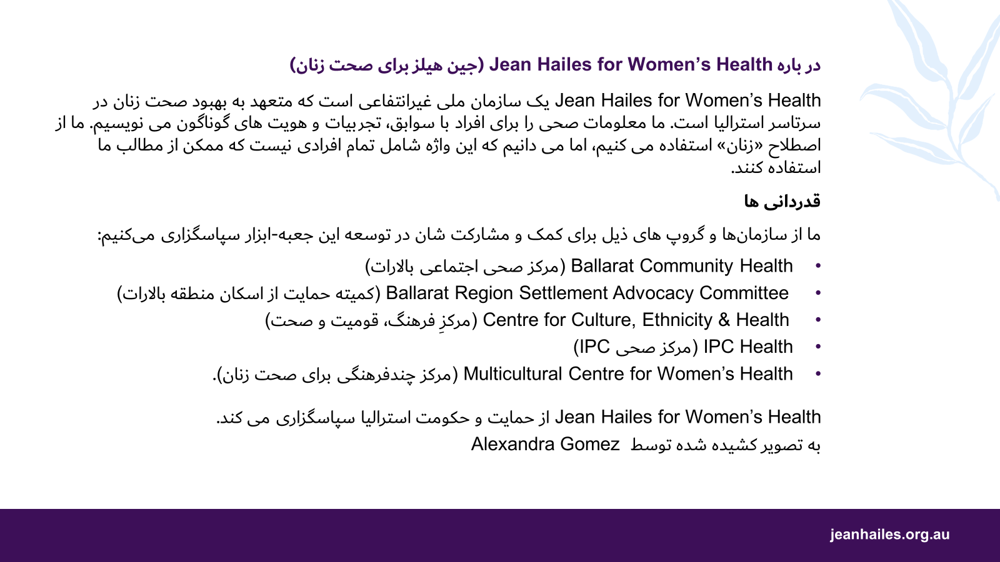 در باره Jean Hailes for Women’s Health (جین هیلز برای صحت زنان)
Jean Hailes for Women’s Health یک سازمان ملی غیرانتفاعی است که متعهد به بهبود صحت زنان در
سرتاسر استرالیا است. ما معلومات صحی را برای افراد با سوابق، تجربیات و هویت های گوناگون می نویسیم. ما از
اصطلاح «زنان» استفاده می کنیم، اما می دانیم که این واژه شامل تمام افرادی نیست که ممکن از مطالب ما
استفاده کنند.
قدردانی ها
ما از سازمان‌ها و گروپ های ذیل برای کمک و مشارکت شان در توسعه این جعبه-ابزار سپاسگزاری می‌کنیم:
• Ballarat Community Health (مرکز صحی اجتماعی بالارات)
• Ballarat Region Settlement Advocacy Committee (کمیته حمایت از اسکان منطقه بالارات)
• Centre for Culture, Ethnicity & Health (مرکزِ فرهنگ، قومیت و صحت)
• IPC Health (مرکز صحی IPC)
• Multicultural Centre for Women’s Health (مرکز چندفرهنگی برای صحت زنان).
Jean Hailes for Women’s Health از حمایت و حکومت استرالیا سپاسگزاری می کند.
به تصویر کشیده شده توسط Alexandra Gomez
jeanhailes.org.au